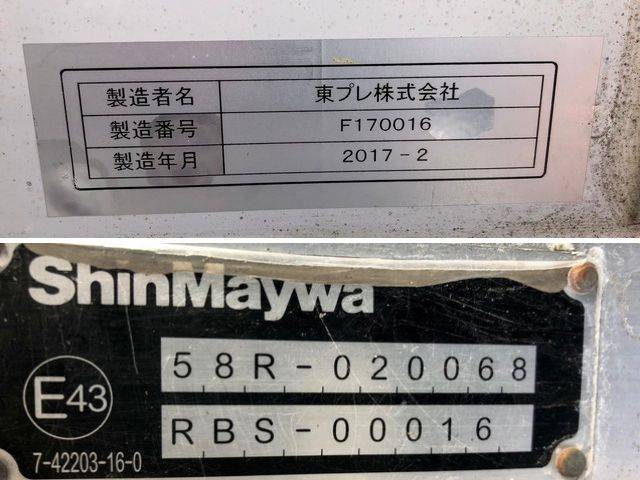 製造者名 東プレ株式会社
製造番号 F170016
製造年月 2017-2
ShinMaywa
58R-020068
E43
RBS-00016
7-42203-16-0